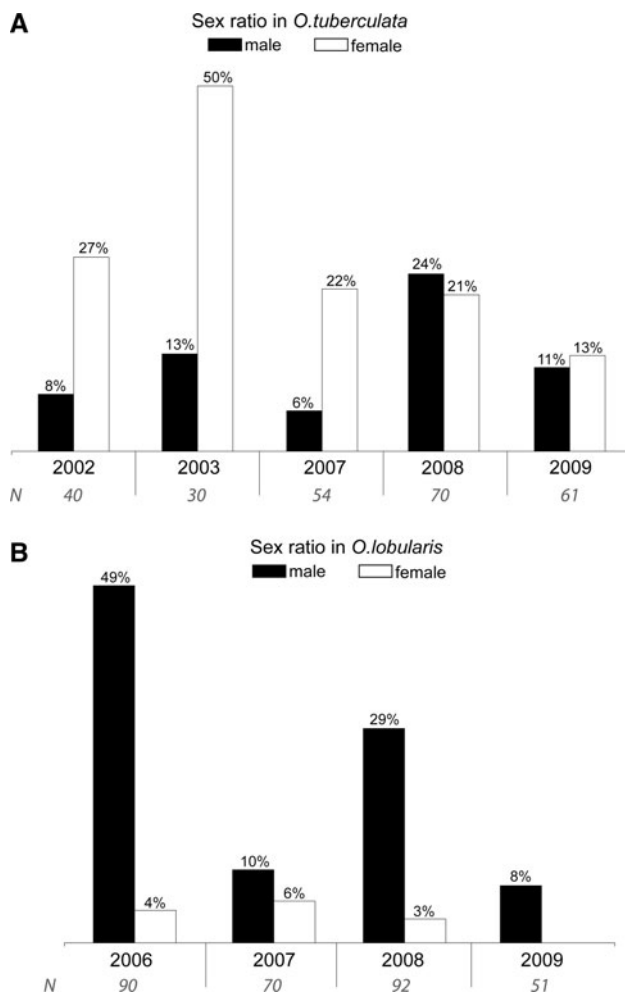 A
Sex ratio in O.tuberculata
male female
50%
27%
24%
22%
21%
13%
13%
11%
8%
6%
2002 2003 2007 2008 2009
N 40 30 54 70 61
B
Sex ratio in O.lobularis
male female
49%
29%
10%
8%
6%
4%
3%
2006 2007 2008 2009
N 90 70 92 51